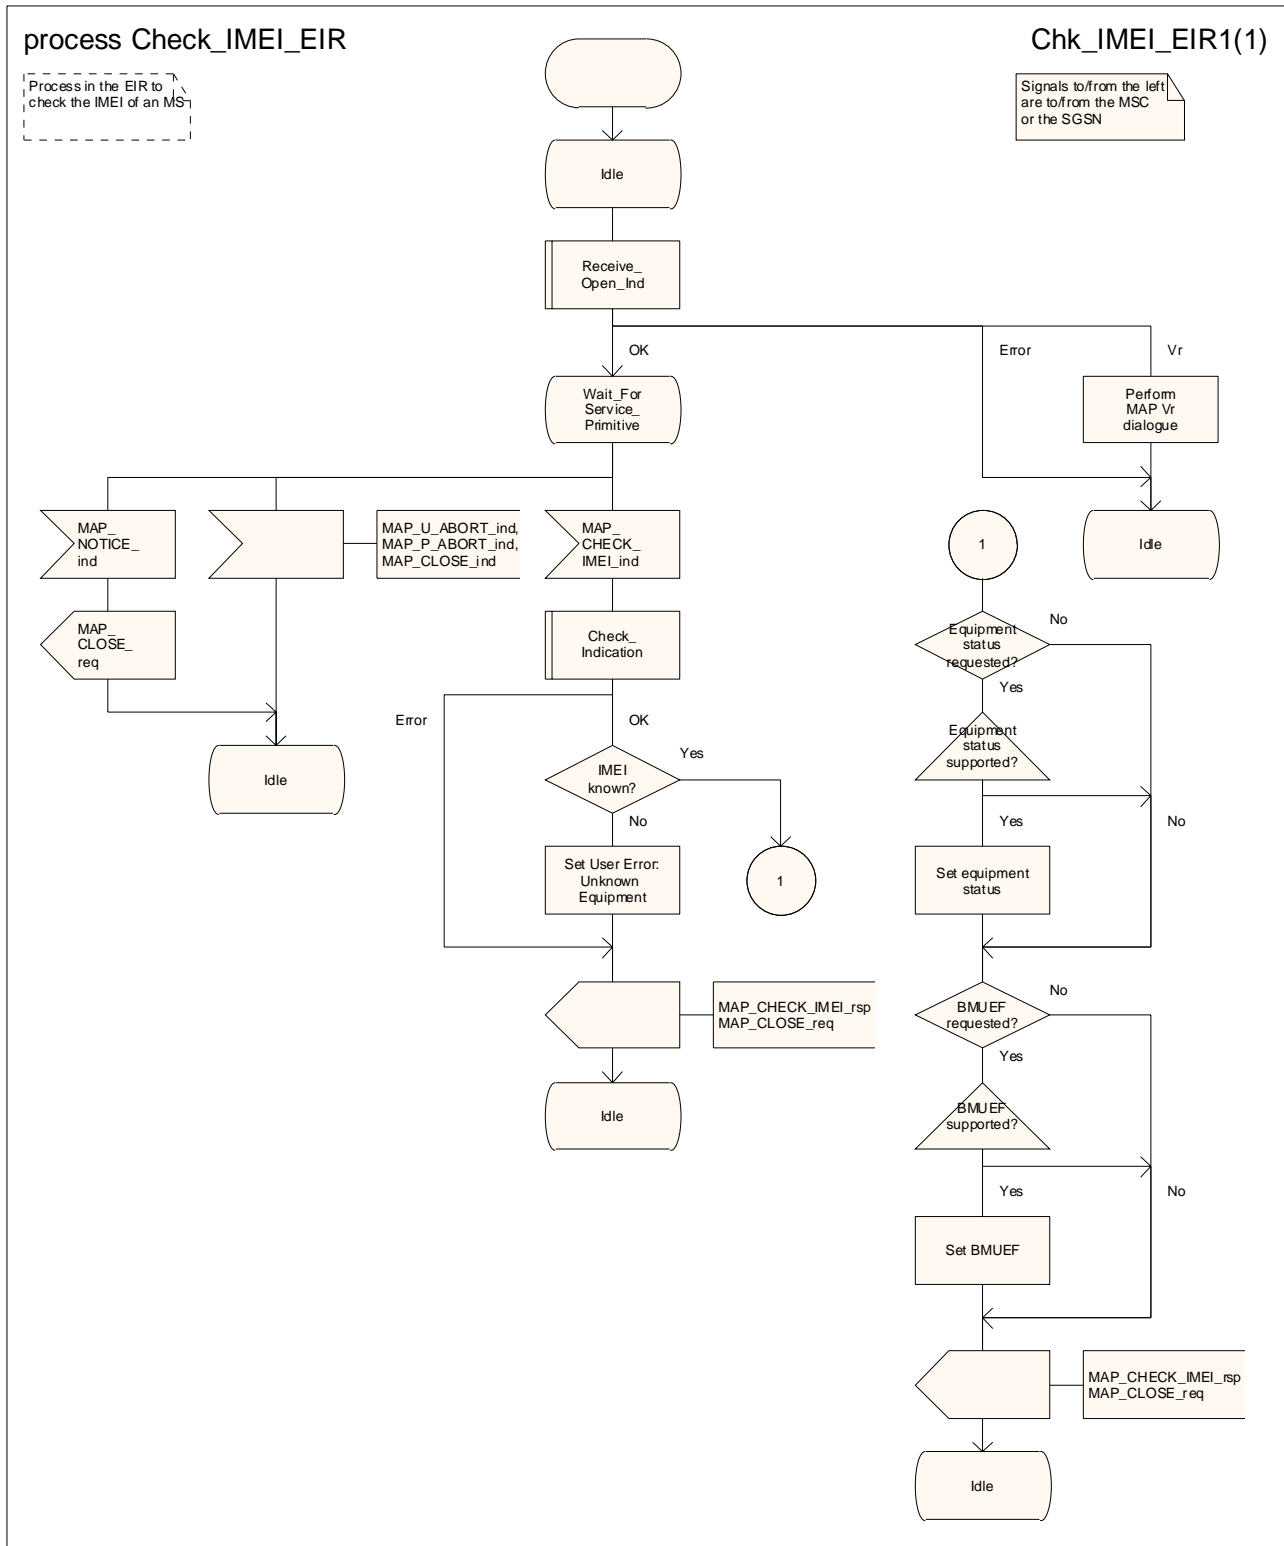 process Check_IMEI_EIR
Chk_IMEI_EIR1(1)
Process in the EIR to
check the IMEI of an MS
Signals to/from the left
are to/from the MSC
or the SGSN
Idle
Receive_
Open_Ind
OK
Error
Vr
Wait_For
Service_
Primitive
Perform
MAP Vr
dialogue
MAP_
NOTICE_
ind
MAP_U_ABORT_ind,
MAP_P_ABORT_ind,
MAP_CLOSE_ind
MAP_
CHECK_
IMEI_ind
1
Idle
MAP_
CLOSE_
req
Check_
Indication
Equipment
status
requested?
No
Yes
Error
OK
Equipment
status
supported?
Idle
IMEI
known?
Yes
No
Yes
No
Set User Error:
Unknown
Equipment
1
Set equipment
status
MAP_CHECK_IMEI_rsp
MAP_CLOSE_req
BMUEF
requested?
No
Yes
Idle
BMUEF
supported?
Yes
No
Set BMUEF
MAP_CHECK_IMEI_rsp
MAP_CLOSE_req
Idle